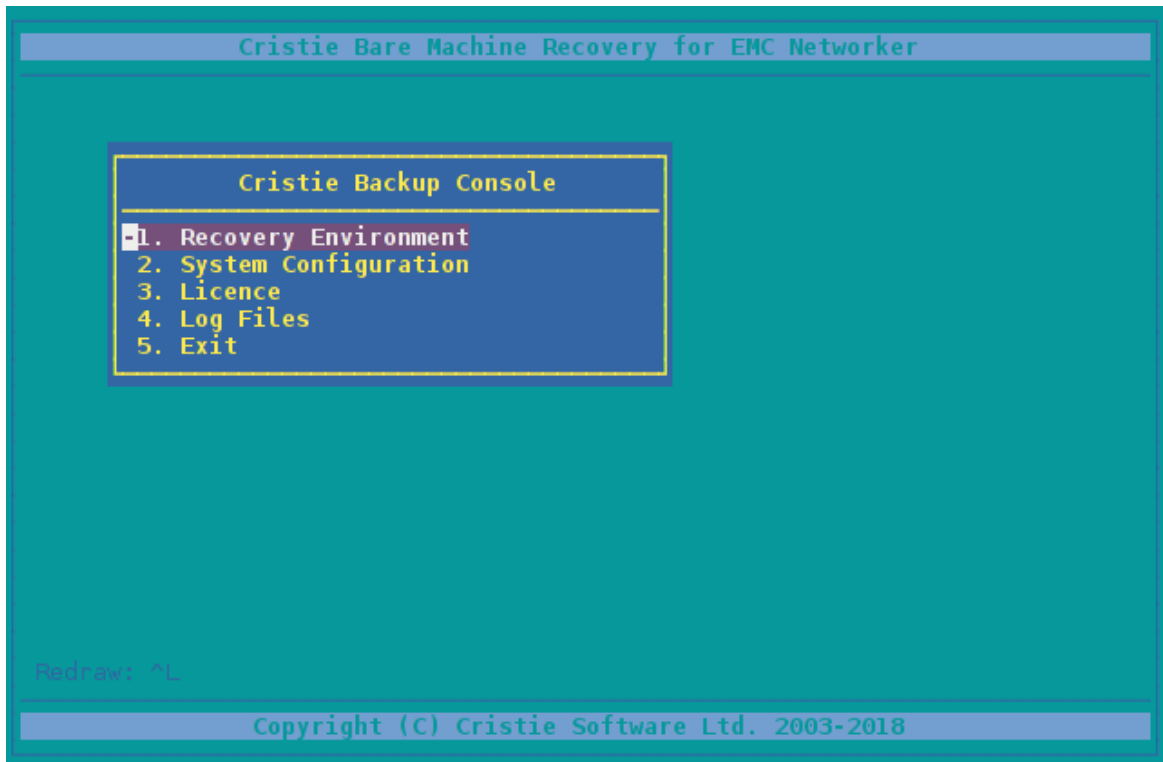 Cristie Bare Machine Recovery for EMC Networker
Cristie Backup Console
-1. Recovery Environment
2. System Configuration
3. Licence
4. Log Files
5. Exit
Redraw: ^L
Copyright (C) Cristie Software Ltd. 2003-2018